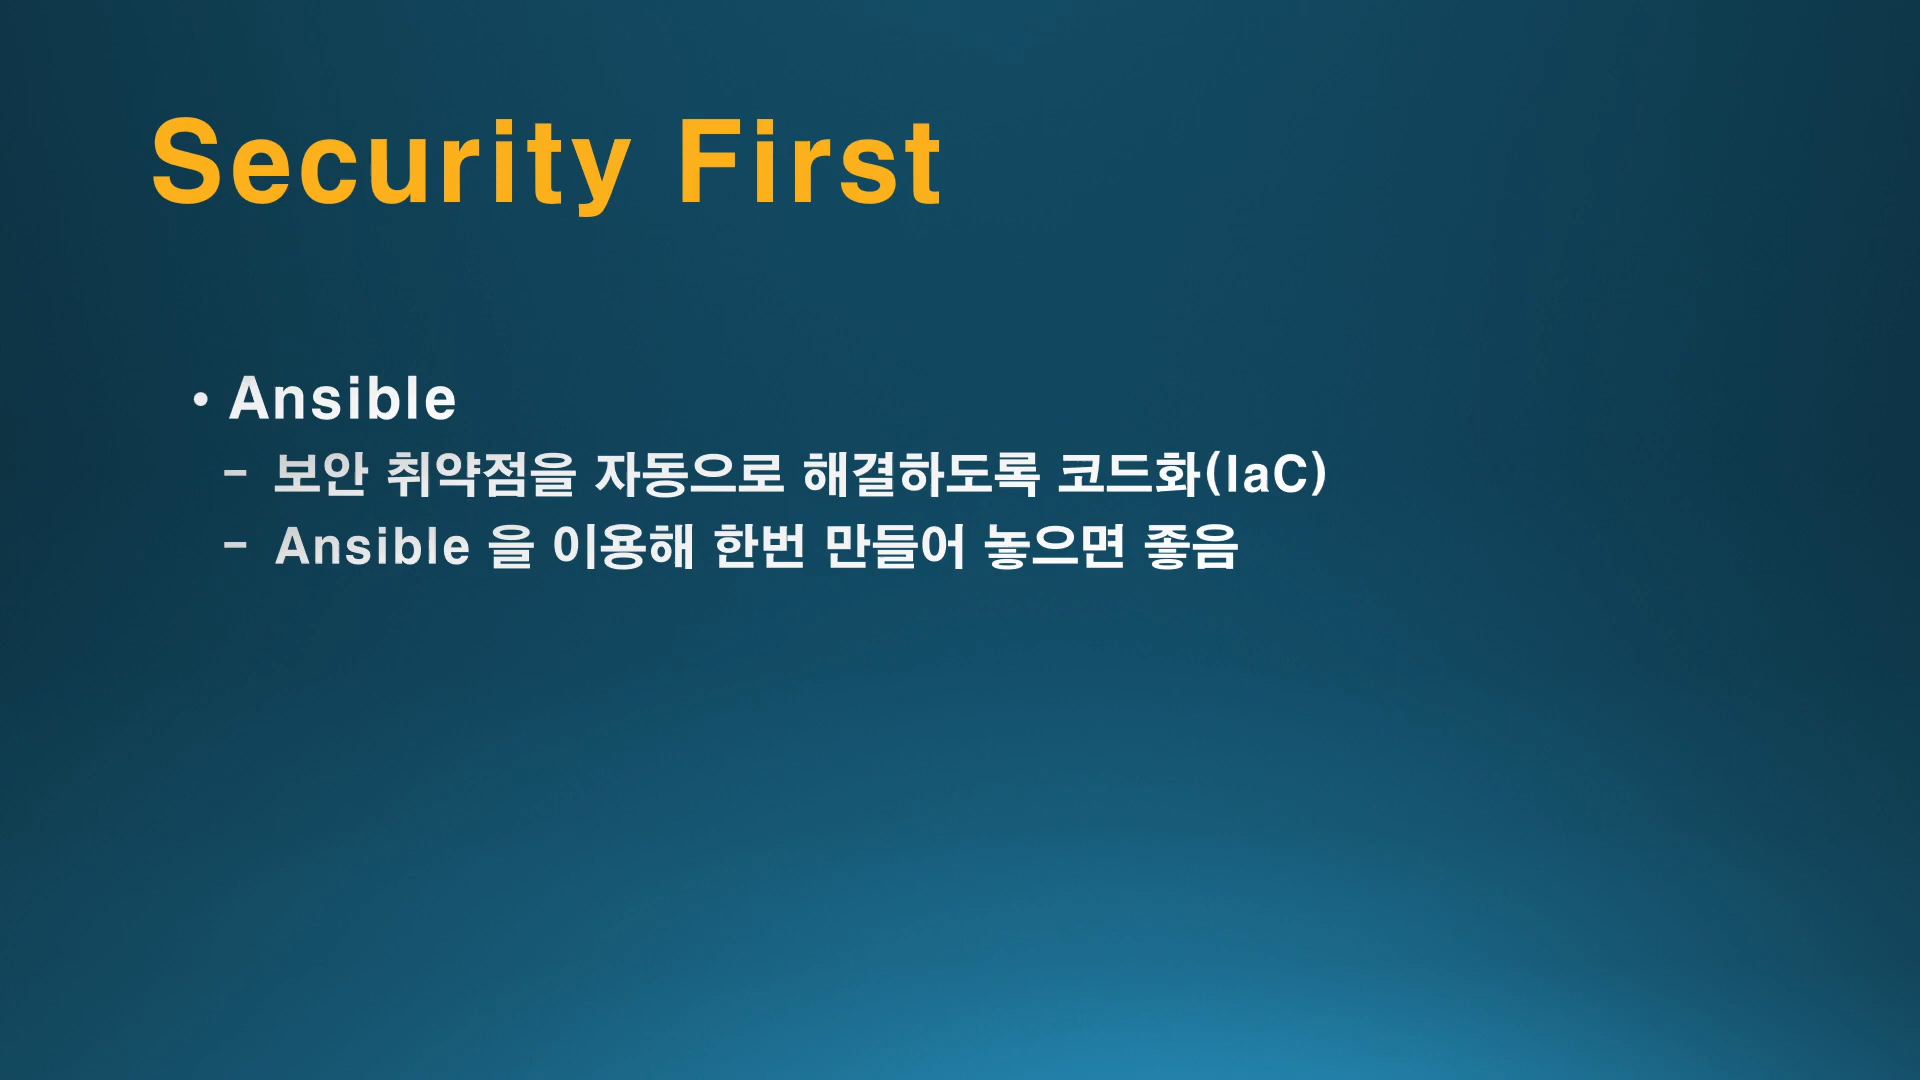 Security First
• Ansible
– 보안 취약점을 자동으로 해결하도록 코드화(IaC)
– Ansible 을 이용해 한번 만들어 놓으면 좋음